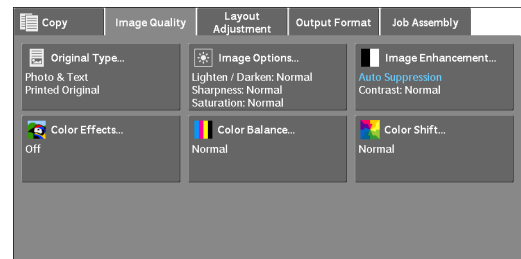 Copy
Image Quality
Layout
Adjustment
Output Format
Job Assembly
Original Type...
Photo & Text
Printed Original
Image Options...
Lighten / Darken: Normal
Sharpness: Normal
Saturation: Normal
Image Enhancement...
Auto Suppression
Contrast: Normal
Color Effects...
Off
Color Balance...
Normal
Color Shift...
Normal